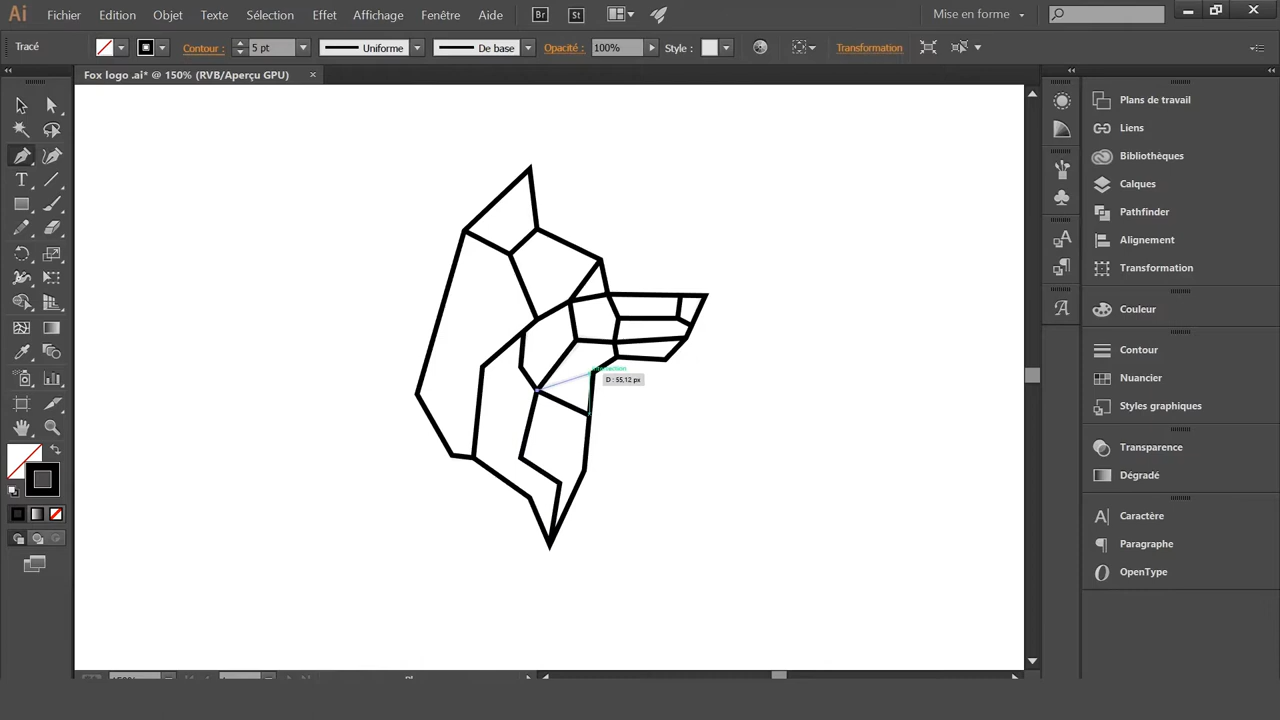 Ai Fichier Edition Objet Texte Sélection Effet Affichage Fenêtre Aide Br St Mise en forme
Tracé Contour : 5 pt Uniforme De base Opacité : 100% Style : Transformation
Fox logo .ai* @ 150% (RVB/Aperçu GPU)
Plans de travail
Liens
Bibliothèques
Calques
Pathfinder
Alignement
Transformation
Couleur
Contour
Nuancier
Styles graphiques
Transparence
Dégradé
Caractère
Paragraphe
OpenType
D : 55,12 px